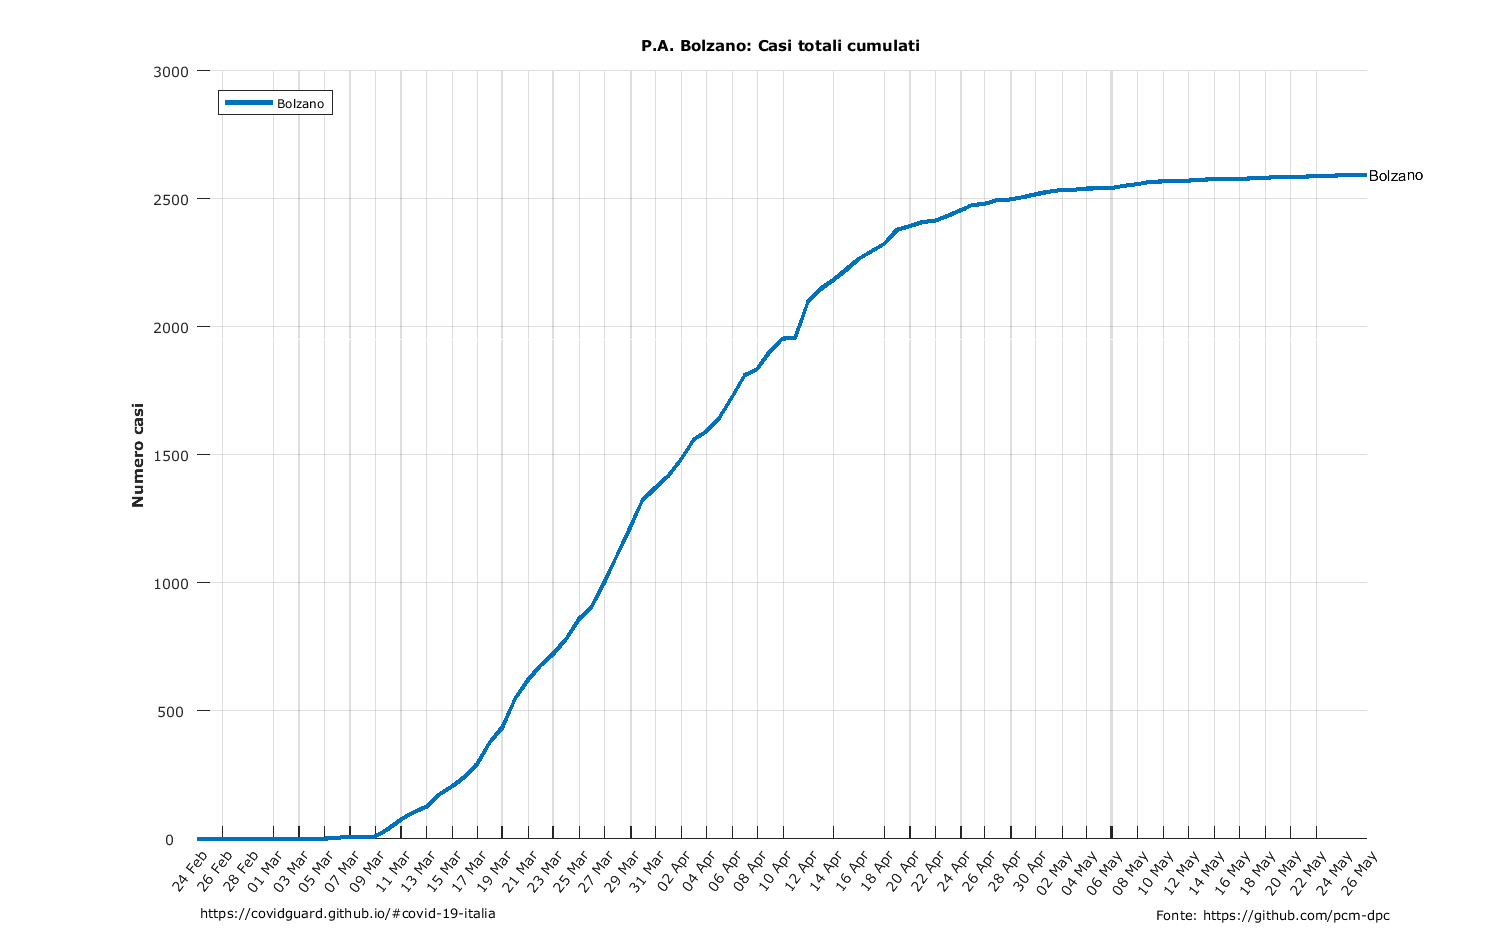 P.A. Bolzano: Casi totali cumulati
3000
Bolzano
Bolzano
2500
2000
Numero casi
1500
1000
500
0
24 Feb
26 Feb
28 Feb
01 Mar
03 Mar
05 Mar
07 Mar
09 Mar
11 Mar
13 Mar
15 Mar
17 Mar
19 Mar
21 Mar
23 Mar
25 Mar
27 Mar
29 Mar
31 Mar
02 Apr
04 Apr
06 Apr
08 Apr
10 Apr
12 Apr
14 Apr
16 Apr
18 Apr
20 Apr
22 Apr
24 Apr
26 Apr
28 Apr
30 Apr
02 May
04 May
06 May
08 May
10 May
12 May
14 May
16 May
18 May
20 May
22 May
24 May
26 May
https://covidguard.github.io/#covid-19-italia
Fonte: https://github.com/pcm-dpc